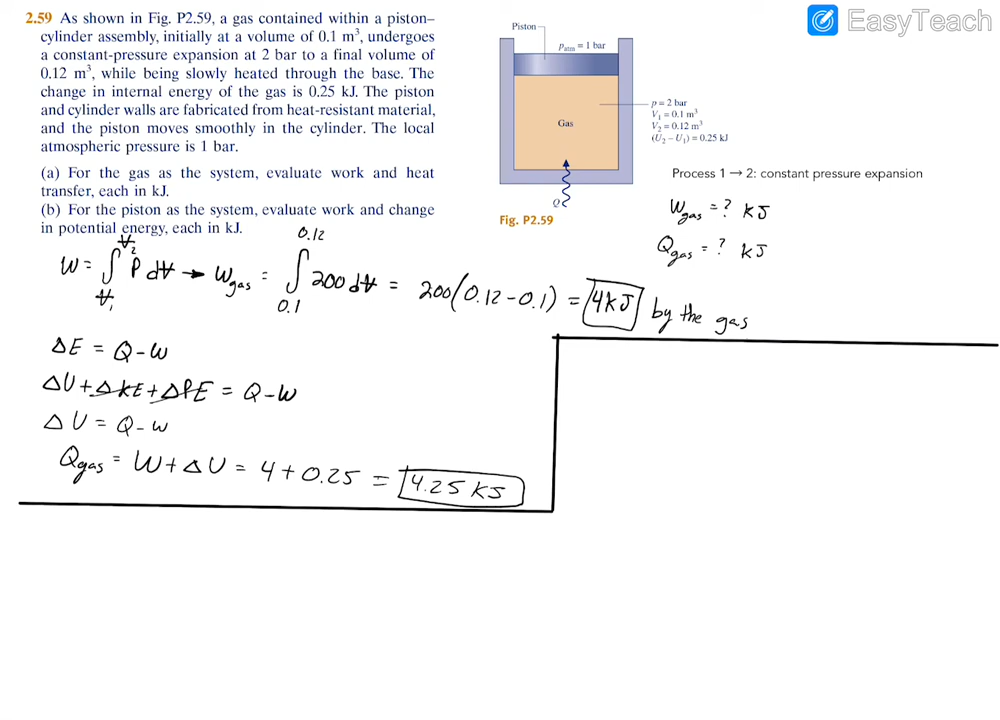 2.59 As shown in Fig. P2.59, a gas contained within a piston–
cylinder assembly, initially at a volume of 0.1 m³, undergoes
a constant-pressure expansion at 2 bar to a final volume of
0.12 m³, while being slowly heated through the base. The
change in internal energy of the gas is 0.25 kJ. The piston
and cylinder walls are fabricated from heat-resistant material,
and the piston moves smoothly in the cylinder. The local
atmospheric pressure is 1 bar.
(a) For the gas as the system, evaluate work and heat
transfer, each in kJ.
(b) For the piston as the system, evaluate work and change
in potential energy, each in kJ.
EasyTeach
Piston
Patm = 1 bar
Gas
p = 2 bar
V₁ = 0.1 m³
V₂ = 0.12 m³
(U₂ – U₁) = 0.25 kJ
Q
Fig. P2.59
Process 1 → 2: constant pressure expansion
Wgas = ? kJ
Qgas = ? kJ
W = ∫_{V₁}^{V₂} P dV → Wgas = ∫_{0.1}^{0.12} 200 dV = 200(0.12-0.1) = 4kJ by the gas
ΔE = Q-W
ΔU + ΔKE + ΔPE = Q-W
ΔU = Q-W
Qgas = W + ΔU = 4 + 0.25 = 4.25 kJ